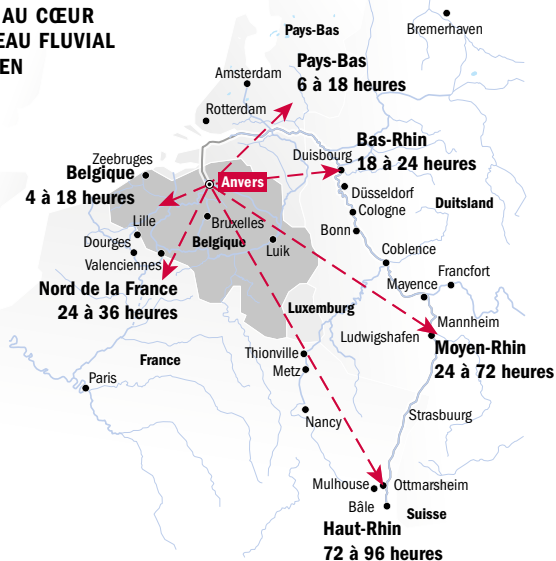 AU CŒUR
EAU FLUVIAL
EN
Pays-Bas
Bremerhaven
Pays-Bas
6 à 18 heures
Amsterdam
Rotterdam
Bas-Rhin
18 à 24 heures
Duisbourg
Zeebruges
Belgique
4 à 18 heures
Anvers
Düsseldorf
Cologne
Duitsland
Lille
Bruxelles
Bonn
Dourges
Belgique
Luik
Valenciennes
Coblence
Francfort
Nord de la France
24 à 36 heures
Mayence
Luxemburg
Mannheim
Ludwigshafen
Moyen-Rhin
24 à 72 heures
Thionville
France
Metz
Paris
Nancy
Strasbuurg
Mulhouse
Ottmarsheim
Bâle
Suisse
Haut-Rhin
72 à 96 heures